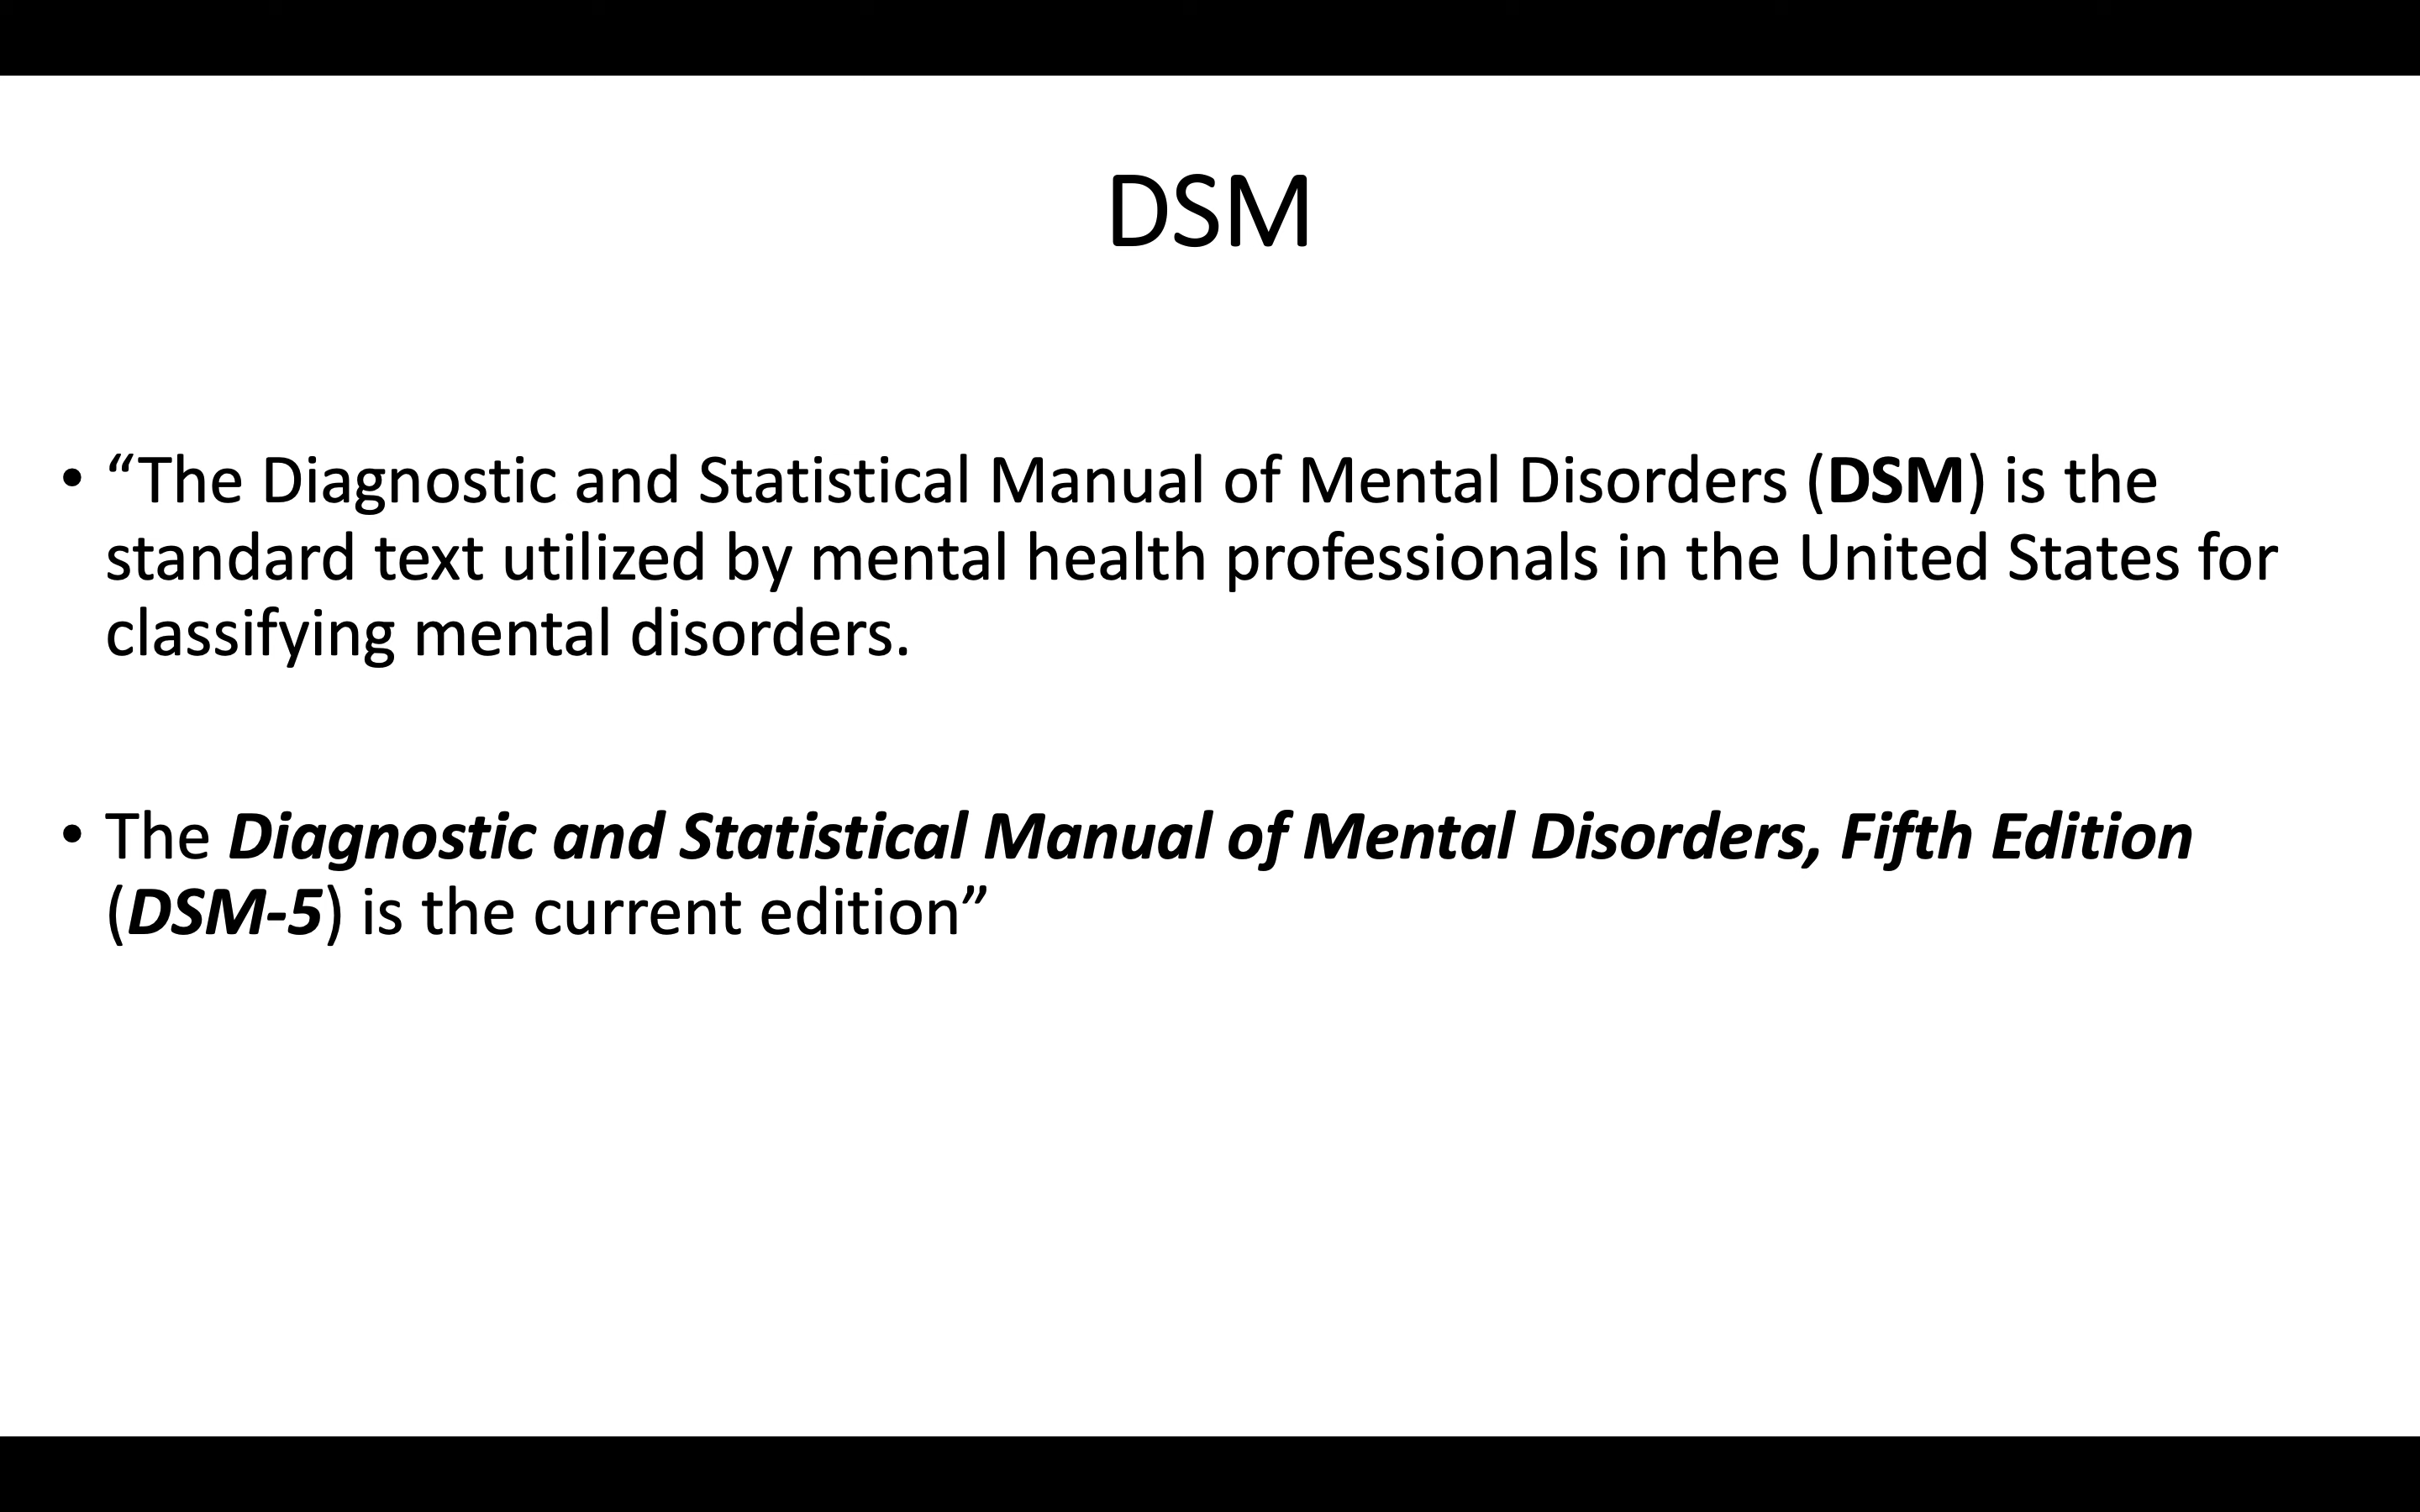 DSM
• “The Diagnostic and Statistical Manual of Mental Disorders (DSM) is the
standard text utilized by mental health professionals in the United States for
classifying mental disorders.
• The Diagnostic and Statistical Manual of Mental Disorders, Fifth Edition
(DSM-5) is the current edition”